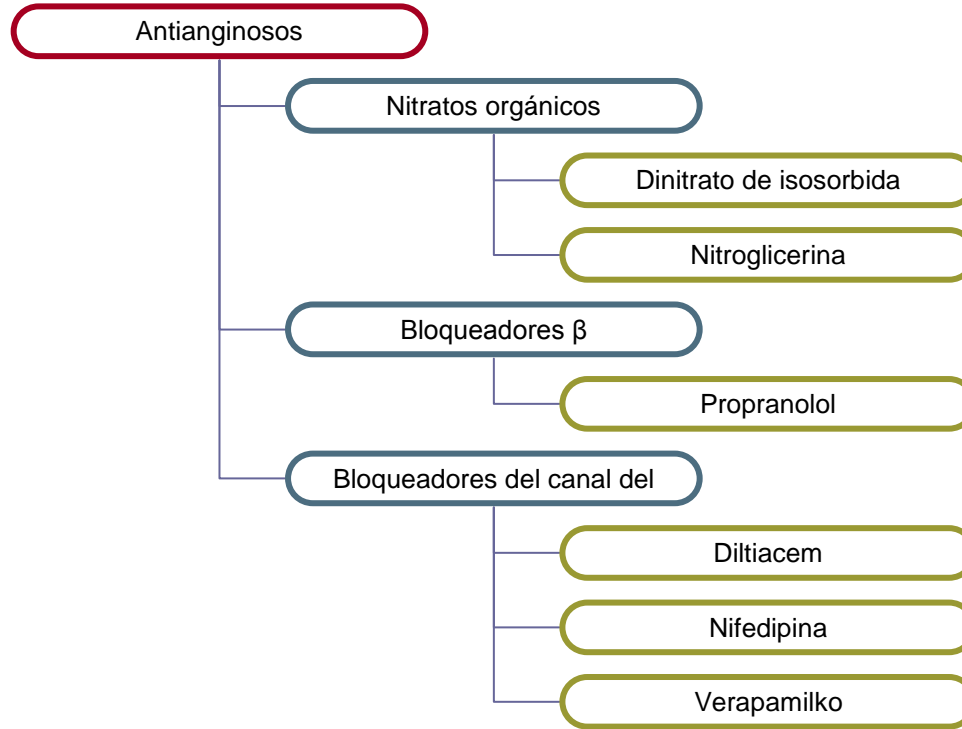 Antianginosos
Nitratos orgánicos
Dinitrato de isosorbida
Nitroglicerina
Bloqueadores β
Propranolol
Bloqueadores del canal del
Diltiacem
Nifedipina
Verapamilko